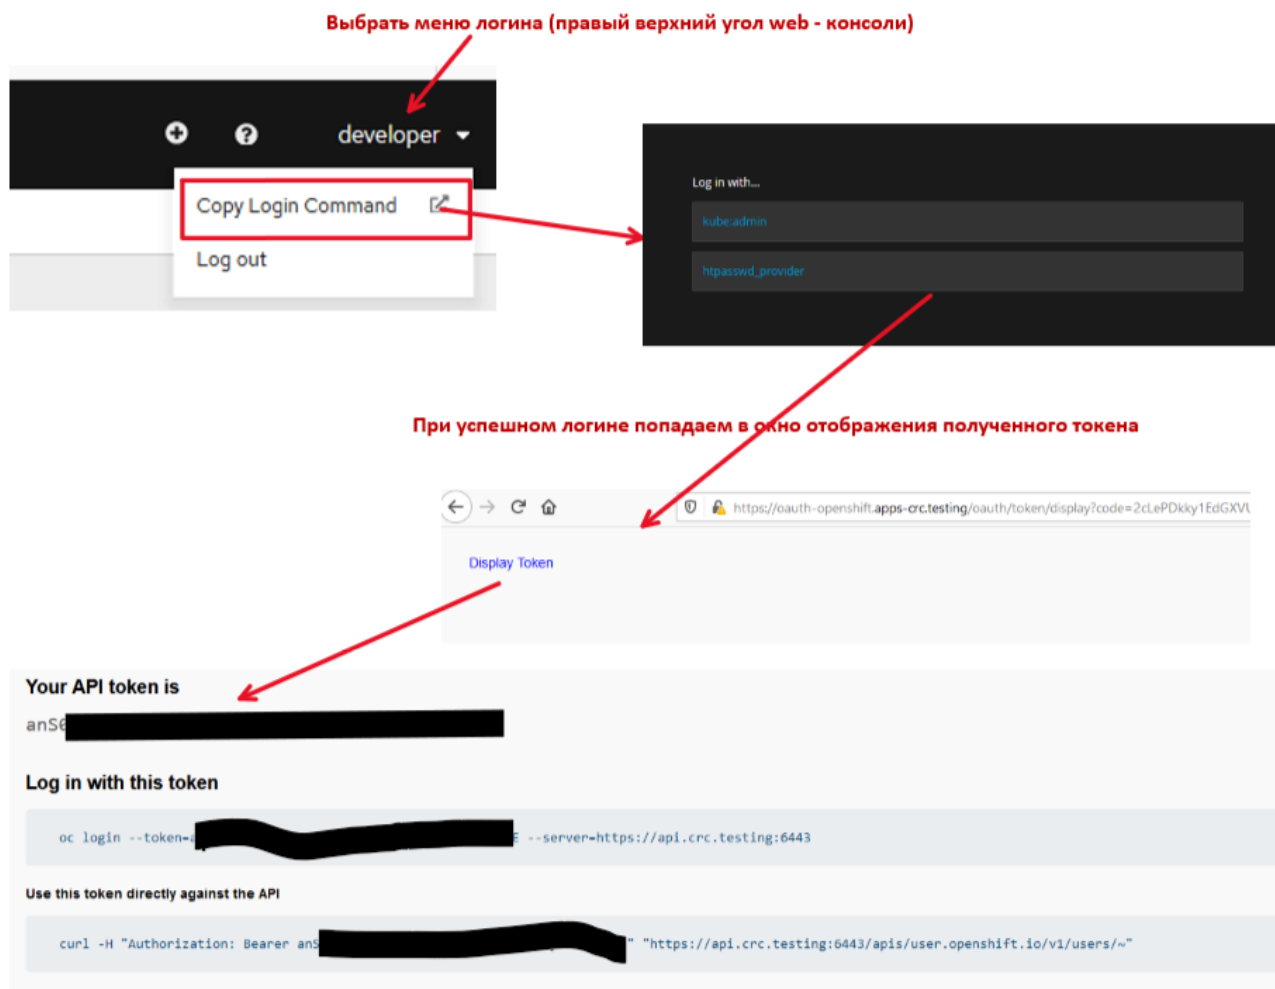 Выбрать меню логина (правый верхний угол web - консоли)
developer
Copy Login Command
Log out
Log in with...
kube:admin
htpasswd_provider
При успешном логине попадаем в окно отображения полученного токена
https://oauth-openshift.apps-crc.testing/oauth/token/display?code=2cLePDkky1EdGXVU
Display Token
Your API token is
anS6
Log in with this token
oc login --token=a E --server=https://api.crc.testing:6443
Use this token directly against the API
curl -H "Authorization: Bearer anS " "https://api.crc.testing:6443/apis/user.openshift.io/v1/users/~"